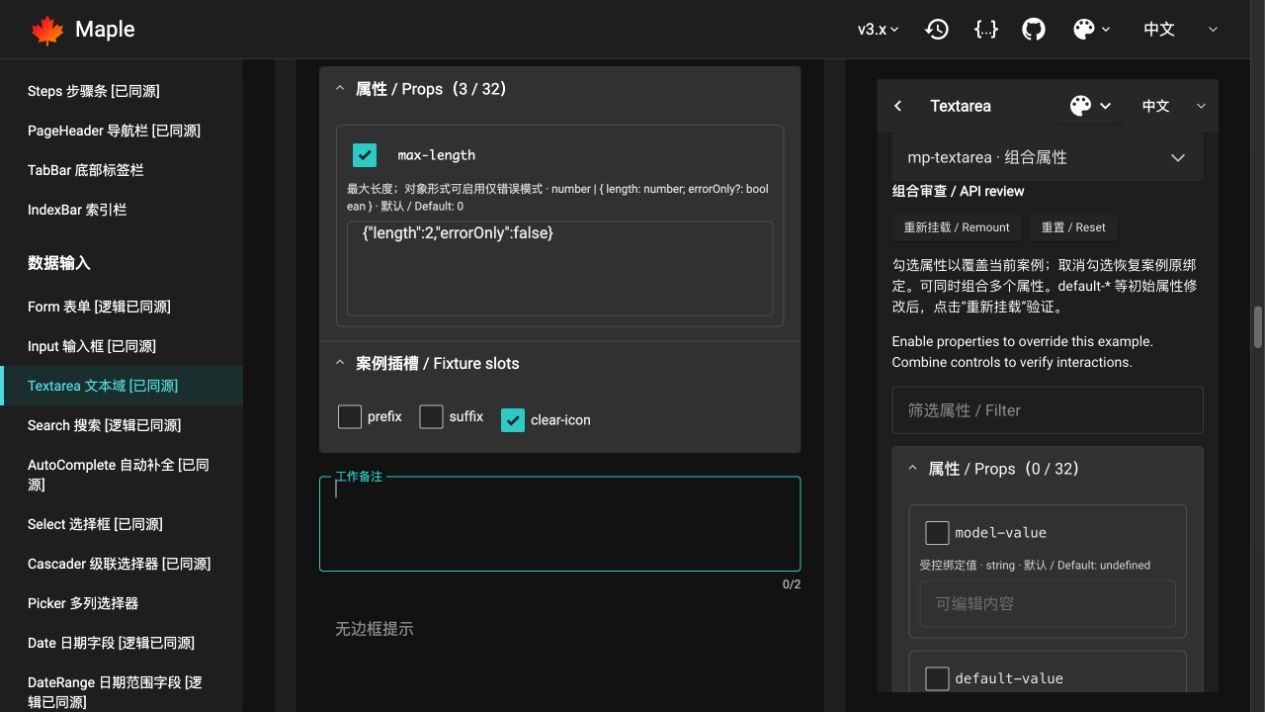 Maple
v3.x
中文
Steps 步骤条 [已同源]
PageHeader 导航栏 [已同源]
TabBar 底部标签栏
IndexBar 索引栏
数据输入
Form 表单 [逻辑已同源]
Input 输入框 [已同源]
Textarea 文本域 [已同源]
Search 搜索 [逻辑已同源]
AutoComplete 自动补全 [已同
源]
Select 选择框 [已同源]
Cascader 级联选择器 [已同源]
Picker 多列选择器
Date 日期字段 [逻辑已同源]
DateRange 日期范围字段 [逻
辑已同源]
属性 / Props（3 / 32）
max-length
最大长度；对象形式可启用仅错误模式 · number | { length: number; errorOnly?: bool
ean } · 默认 / Default: 0
{"length":2,"errorOnly":false}
案例插槽 / Fixture slots
prefix
suffix
clear-icon
工作备注
0/2
无边框提示
Textarea
中文
mp-textarea · 组合属性
组合审查 / API review
重新挂载 / Remount
重置 / Reset
勾选属性以覆盖当前案例；取消勾选恢复案例原绑
定。可同时组合多个属性。default-* 等初始属性修
改后，点击“重新挂载”验证。
Enable properties to override this example.
Combine controls to verify interactions.
筛选属性 / Filter
属性 / Props（0 / 32）
model-value
受控绑定值 · string · 默认 / Default: undefined
可编辑内容
default-value